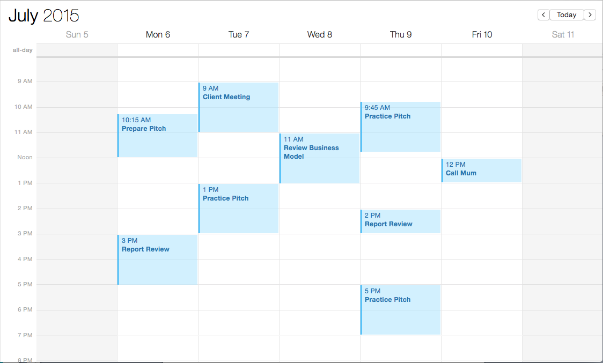 July 2015
< Today >
Sun 5 Mon 6 Tue 7 Wed 8 Thu 9 Fri 10 Sat 11
all-day
9 AM
10 AM
11 AM
Noon
1 PM
2 PM
3 PM
4 PM
5 PM
6 PM
7 PM
8 PM
10:15 AM
Prepare Pitch
3 PM
Report Review
9 AM
Client Meeting
1 PM
Practice Pitch
11 AM
Review Business
Model
9:45 AM
Practice Pitch
2 PM
Report Review
5 PM
Practice Pitch
12 PM
Call Mum